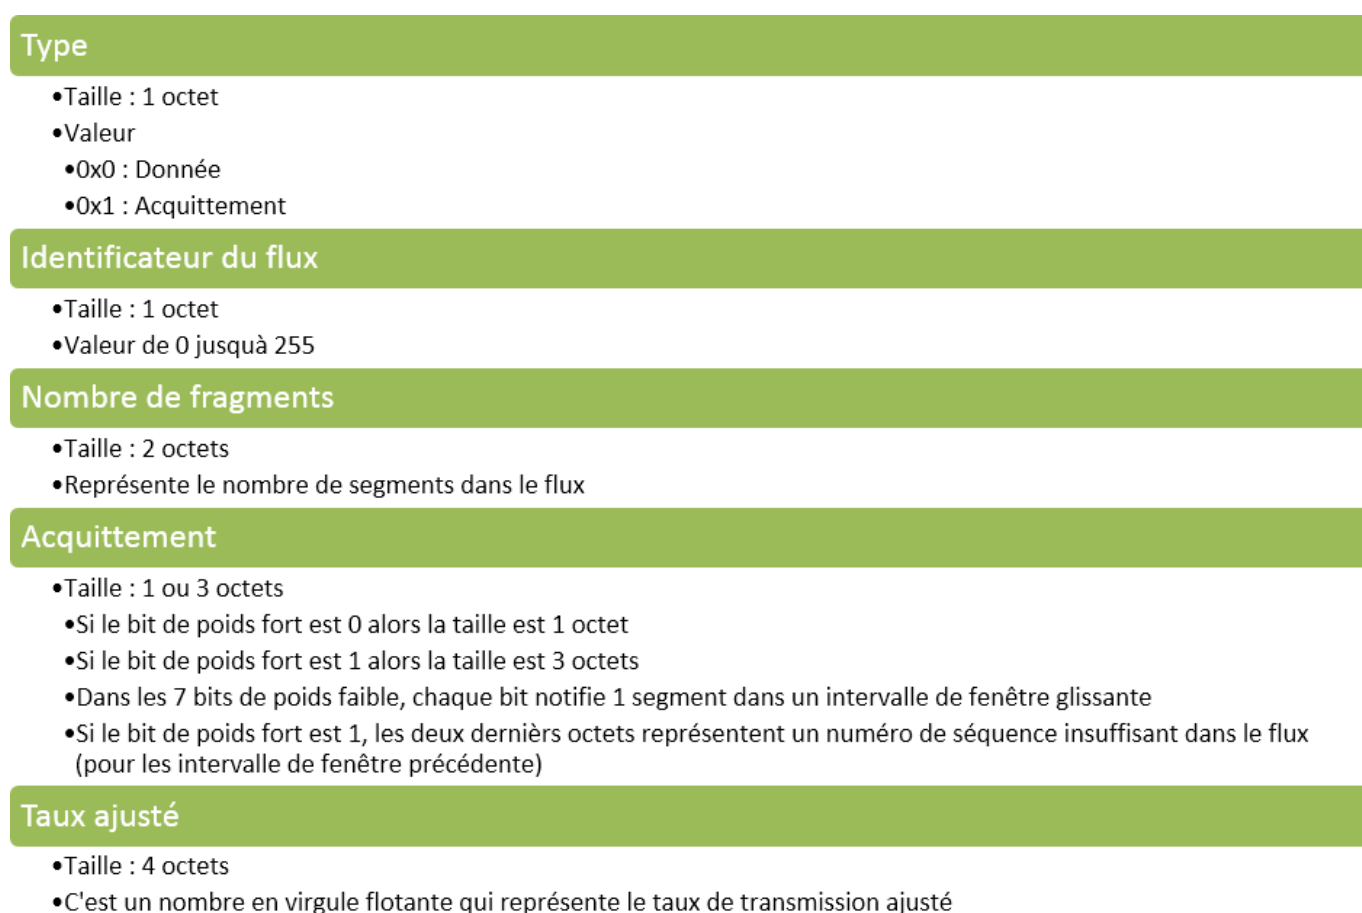 Type
•Taille : 1 octet
•Valeur
•0x0 : Donnée
•0x1 : Acquittement
Identificateur du flux
•Taille : 1 octet
•Valeur de 0 jusquà 255
Nombre de fragments
•Taille : 2 octets
•Représente le nombre de segments dans le flux
Acquittement
•Taille : 1 ou 3 octets
•Si le bit de poids fort est 0 alors la taille est 1 octet
•Si le bit de poids fort est 1 alors la taille est 3 octets
•Dans les 7 bits de poids faible, chaque bit notifie 1 segment dans un intervalle de fenêtre glissante
•Si le bit de poids fort est 1, les deux dernièrs octets représentent un numéro de séquence insuffisant dans le flux
(pour les intervalle de fenêtre précédente)
Taux ajusté
•Taille : 4 octets
•C'est un nombre en virgule flotante qui représente le taux de transmission ajusté